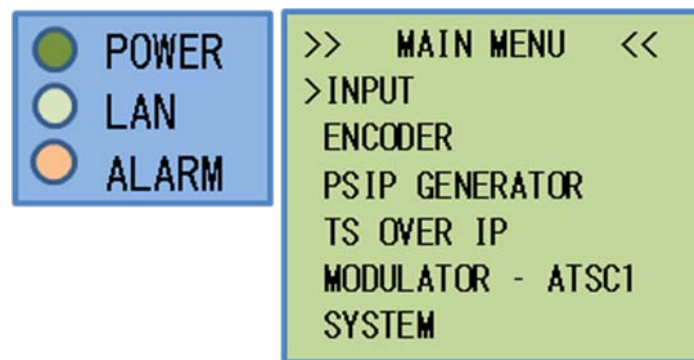 POWER
LAN
ALARM
>> MAIN MENU <<
>INPUT
ENCODER
PSIP GENERATOR
TS OVER IP
MODULATOR - ATSC1
SYSTEM